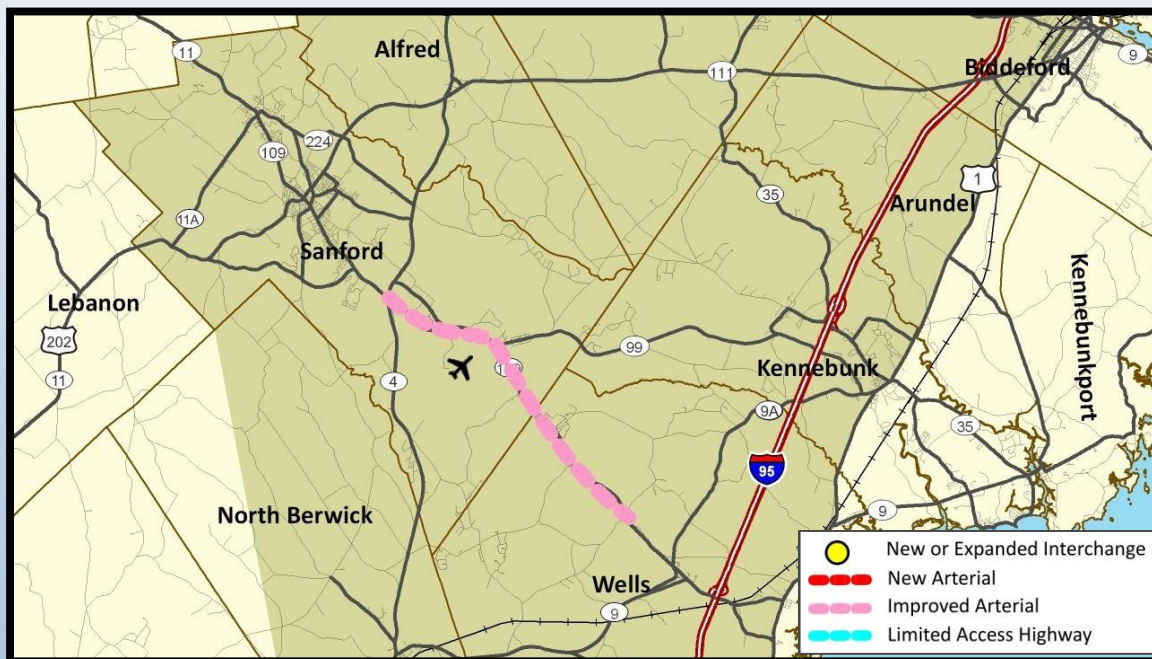 Alfred
11
Biddeford
9
111
224
109
1
35
Arundel
11A
Sanford
Kennebunkport
Lebanon
202
99
Kennebunk
11
4
9A
35
95
North Berwick
9
Wells
9
New or Expanded Interchange
New Arterial
Improved Arterial
Limited Access Highway